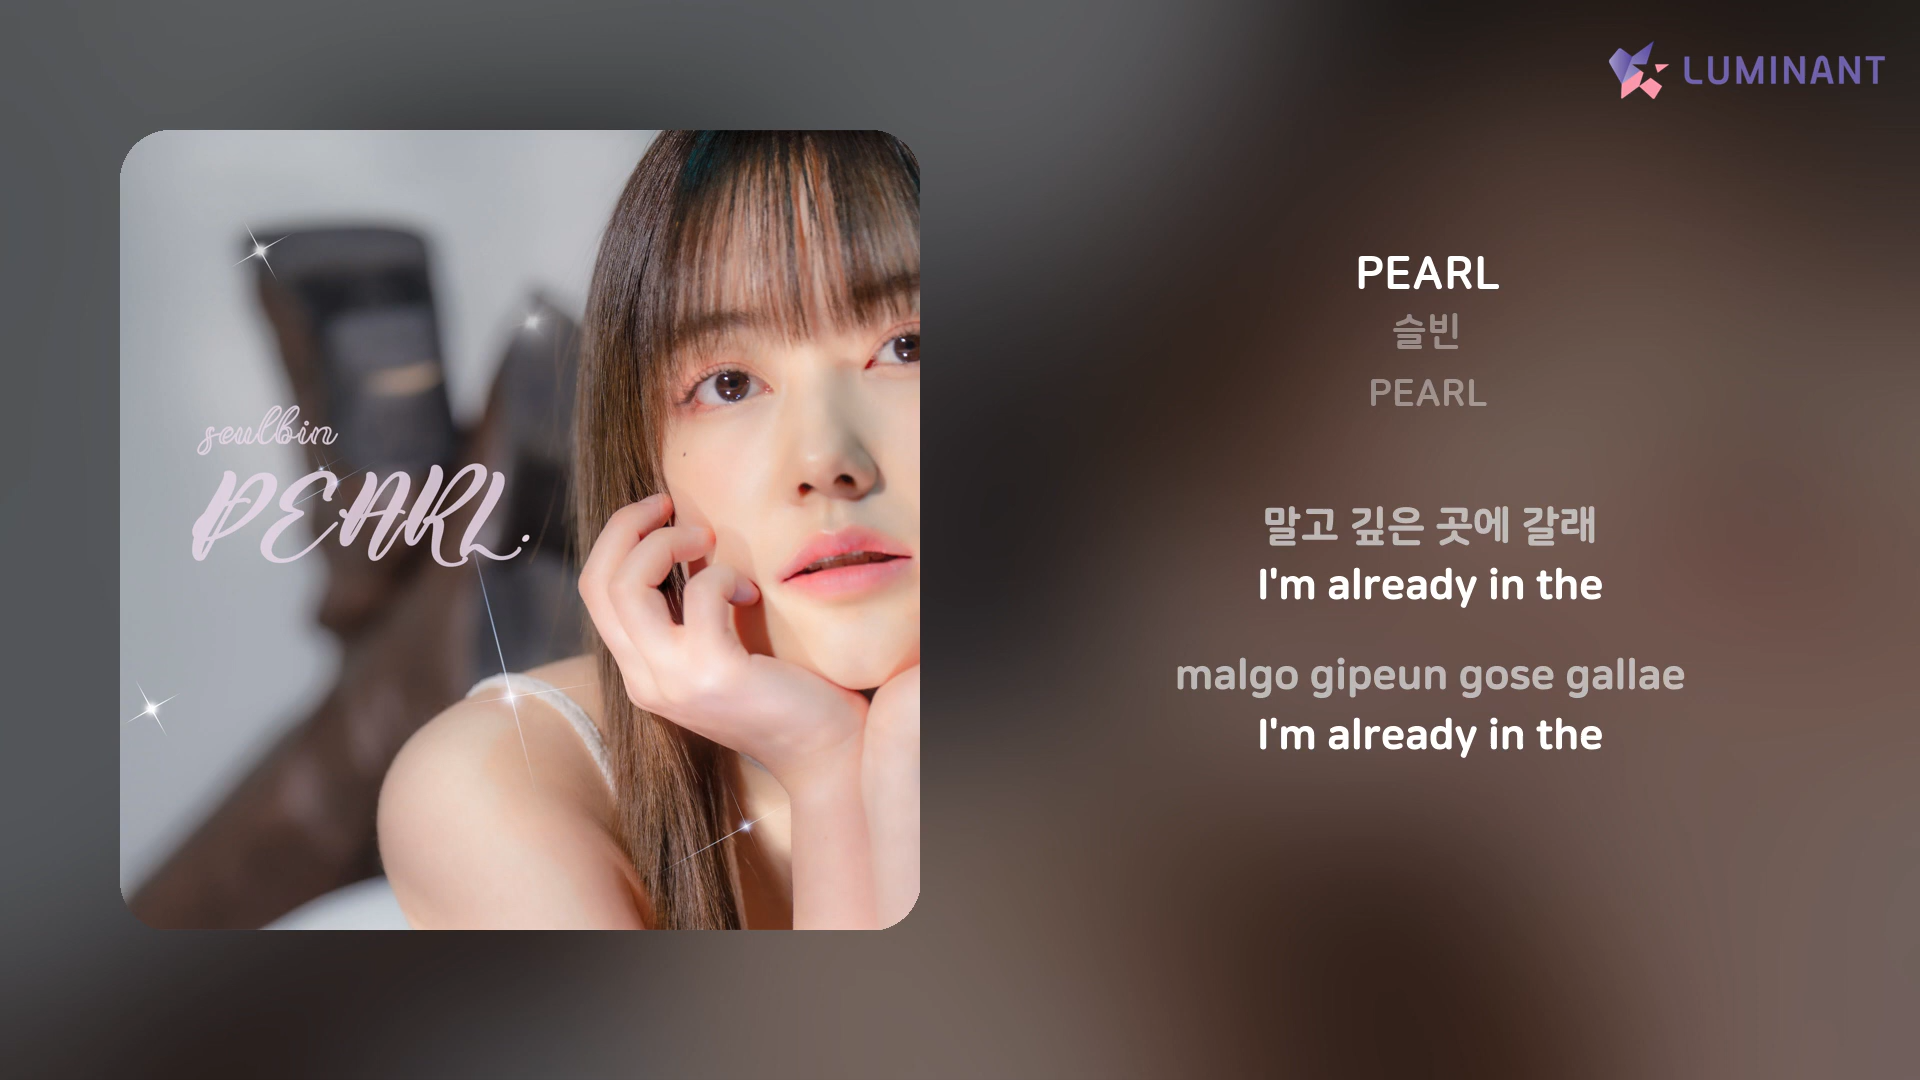 LUMINANT
seulbin
PEARL.
PEARL
슬빈
PEARL
말고 깊은 곳에 갈래
I'm already in the
malgo gipeun gose gallae
I'm already in the